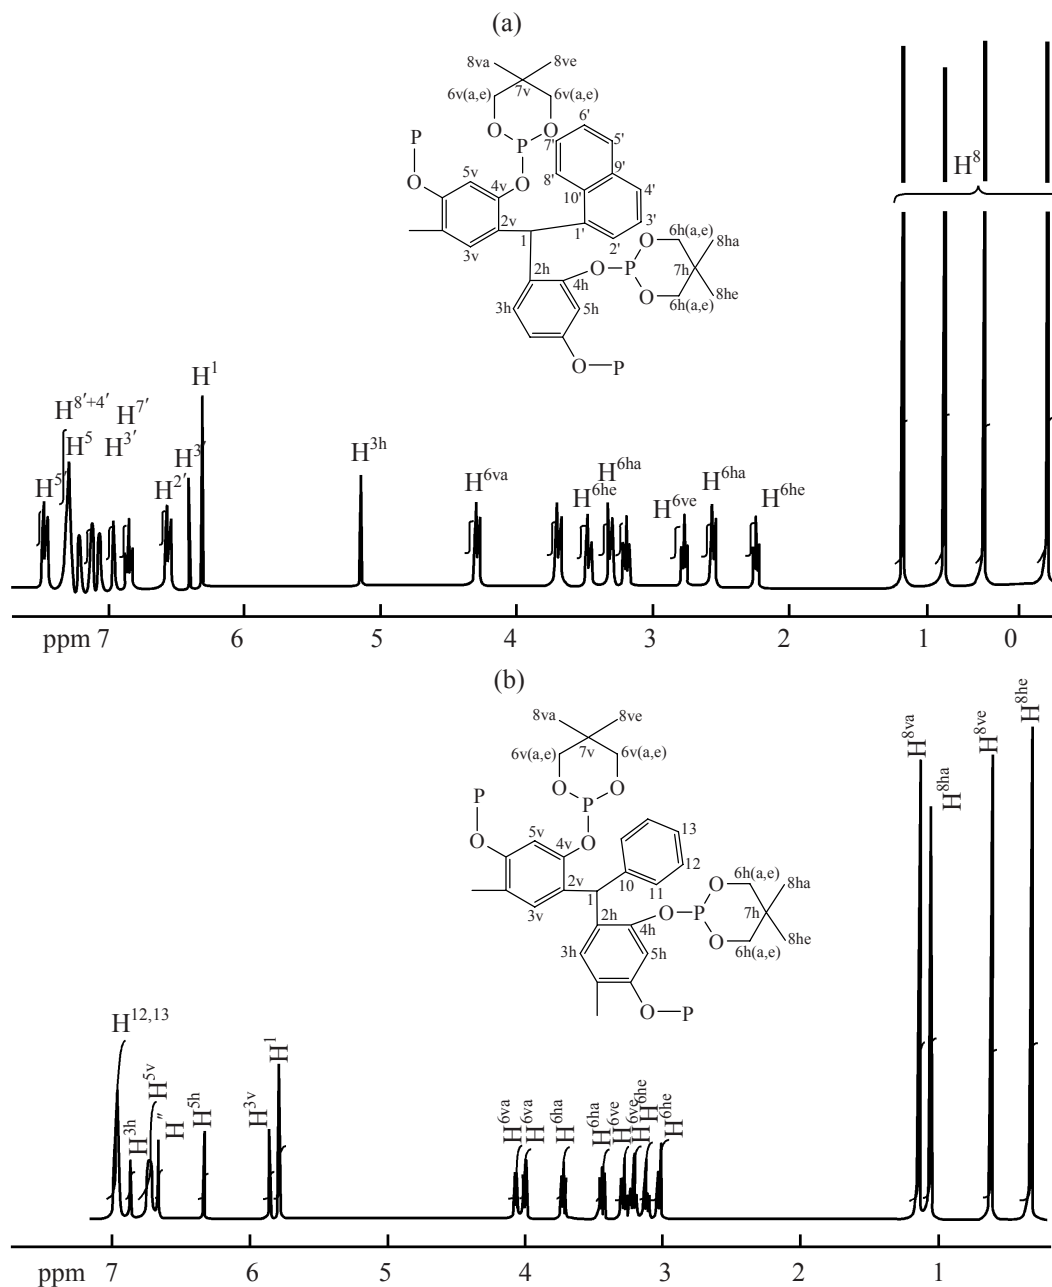 (a)
8va 8ve
7v
6v(a,e) 6v(a,e)
O O
P P
O O
5v 4v
2v
3v
1
6'
7' 5'
9'
8' 4'
10'
3'
1' 2'
6h(a,e)
O 8ha
2h O P 7h
4h
O 8he
3h 5h 6h(a,e)
O P
H⁸
H¹
H⁸′⁺⁴′ H⁷′
H⁵ H³′ H³′ H³ʰ
H⁵′ H²′ H⁶ᵛᵃ H⁶ʰᵉ H⁶ʰᵃ H⁶ᵛᵉ H⁶ʰᵃ H⁶ʰᵉ
ppm 7 6 5 4 3 2 1 0
(b)
8va 8ve
7v
6v(a,e) 6v(a,e)
O O
P P
O O
5v 4v
2v
3v
1
13
12
10 11
6h(a,e)
O 8ha
2h O P 7h
4h
O 8he
3h 5h 6h(a,e)
O P
H⁸ᵛᵃ H⁸ʰᵃ H⁸ᵛᵉ H⁸ʰᵉ
H¹²,¹³
H³ʰ H⁵ᵛ H″ H⁵ʰ H³ᵛ H¹ H⁶ᵛᵃ H⁶ᵛᵃ H⁶ʰᵃ H⁶ʰᵃ H⁶ᵛᵉ H⁶ᵛᵉ H H⁶ʰᵉ H⁶ʰᵉ
ppm 7 6 5 4 3 2 1